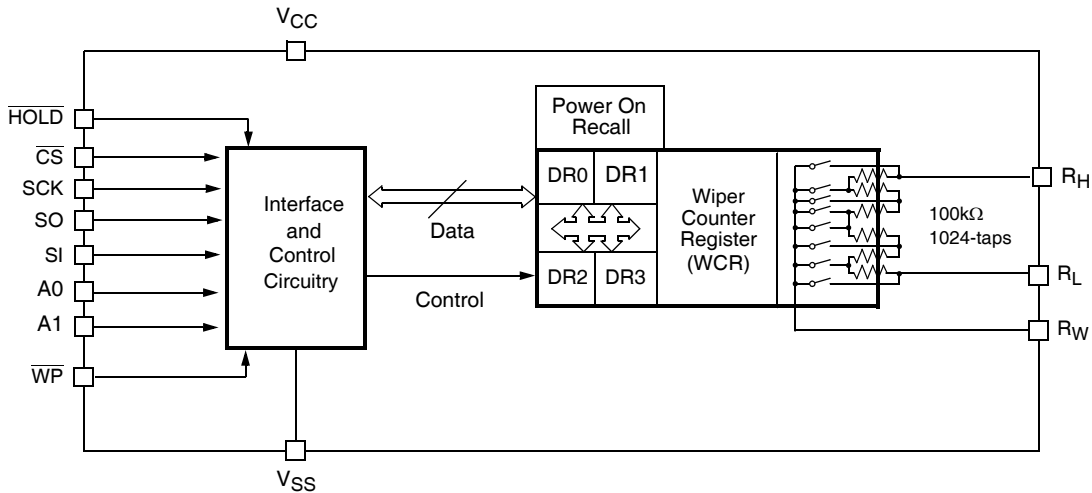 VCC
HOLD
CS
SCK
SO
SI
A0
A1
WP
Interface
and
Control
Circuitry
Data
Control
Power On
Recall
DR0 DR1
DR2 DR3
Wiper
Counter
Register
(WCR)
100kΩ
1024-taps
RH
RL
RW
VSS